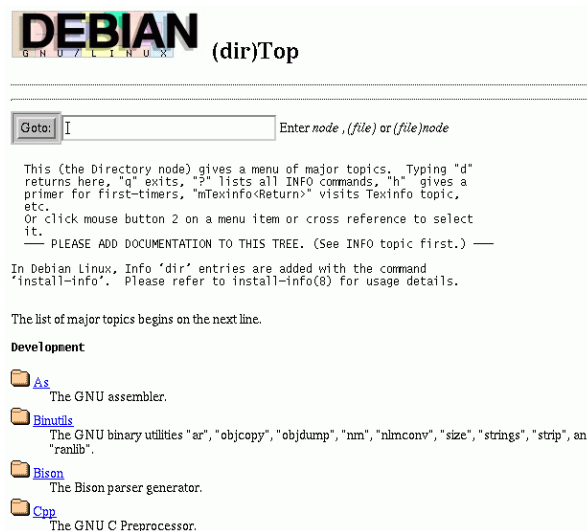 DEBIAN
GNU/LINUX
(dir)Top
Goto:
Enter node , (file) or (file)node
This (the Directory node) gives a menu of major topics.  Typing "d"
returns here, "q" exits, "?" lists all INFO commands, "h"  gives a
primer for first-timers, "mTexinfo<Return>" visits Texinfo topic,
etc.
Or click mouse button 2 on a menu item or cross reference to select
it.
—— PLEASE ADD DOCUMENTATION TO THIS TREE. (See INFO topic first.) ——
In Debian Linux, Info ‘dir’ entries are added with the command
‘install-info’.  Please refer to install-info(8) for usage details.
The list of major topics begins on the next line.
Development
As
The GNU assembler.
Binutils
The GNU binary utilities "ar", "objcopy", "objdump", "nm", "nlmconv", "size", "strings", "strip", an
"ranlib".
Bison
The Bison parser generator.
Cpp
The GNU C Preprocessor.